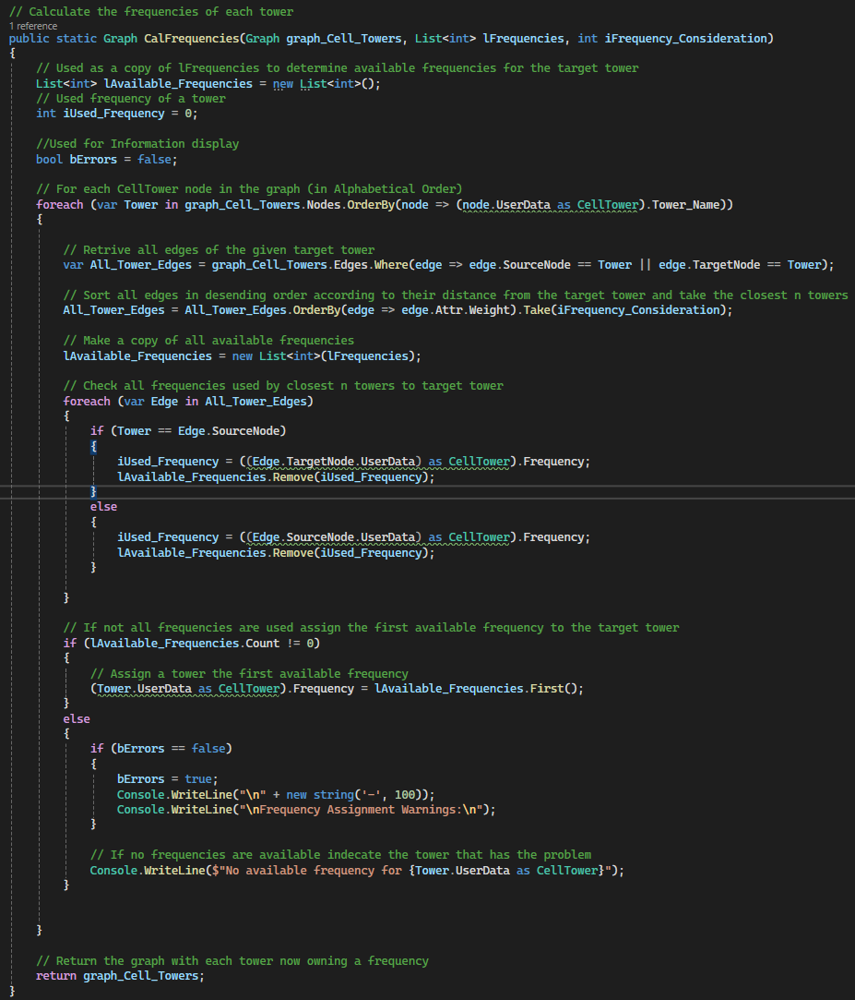 // Calculate the frequencies of each tower
1 reference
public static Graph CalFrequencies(Graph graph_Cell_Towers, List<int> lFrequencies, int iFrequency_Consideration)
{
// Used as a copy of lFrequencies to determine available frequencies for the target tower
List<int> lAvailable_Frequencies = new List<int>();
// Used frequency of a tower
int iUsed_Frequency = 0;
//Used for Information display
bool bErrors = false;
// For each CellTower node in the graph (in Alphabetical Order)
foreach (var Tower in graph_Cell_Towers.Nodes.OrderBy(node => (node.UserData as CellTower).Tower_Name))
{
// Retrive all edges of the given target tower
var All_Tower_Edges = graph_Cell_Towers.Edges.Where(edge => edge.SourceNode == Tower || edge.TargetNode == Tower);
// Sort all edges in desending order according to their distance from the target tower and take the closest n towers
All_Tower_Edges = All_Tower_Edges.OrderBy(edge => edge.Attr.Weight).Take(iFrequency_Consideration);
// Make a copy of all available frequencies
lAvailable_Frequencies = new List<int>(lFrequencies);
// Check all frequencies used by closest n towers to target tower
foreach (var Edge in All_Tower_Edges)
{
if (Tower == Edge.SourceNode)
{
iUsed_Frequency = ((Edge.TargetNode.UserData) as CellTower).Frequency;
lAvailable_Frequencies.Remove(iUsed_Frequency);
}
else
{
iUsed_Frequency = ((Edge.SourceNode.UserData) as CellTower).Frequency;
lAvailable_Frequencies.Remove(iUsed_Frequency);
}
}
// If not all frequencies are used assign the first available frequency to the target tower
if (lAvailable_Frequencies.Count != 0)
{
// Assign a tower the first available frequency
(Tower.UserData as CellTower).Frequency = lAvailable_Frequencies.First();
}
else
{
if (bErrors == false)
{
bErrors = true;
Console.WriteLine("\n" + new string('-', 100));
Console.WriteLine("\nFrequency Assignment Warnings:\n");
}
// If no frequencies are available indecate the tower that has the problem
Console.WriteLine($"No available frequency for {Tower.UserData as CellTower}");
}
}
// Return the graph with each tower now owning a frequency
return graph_Cell_Towers;
}